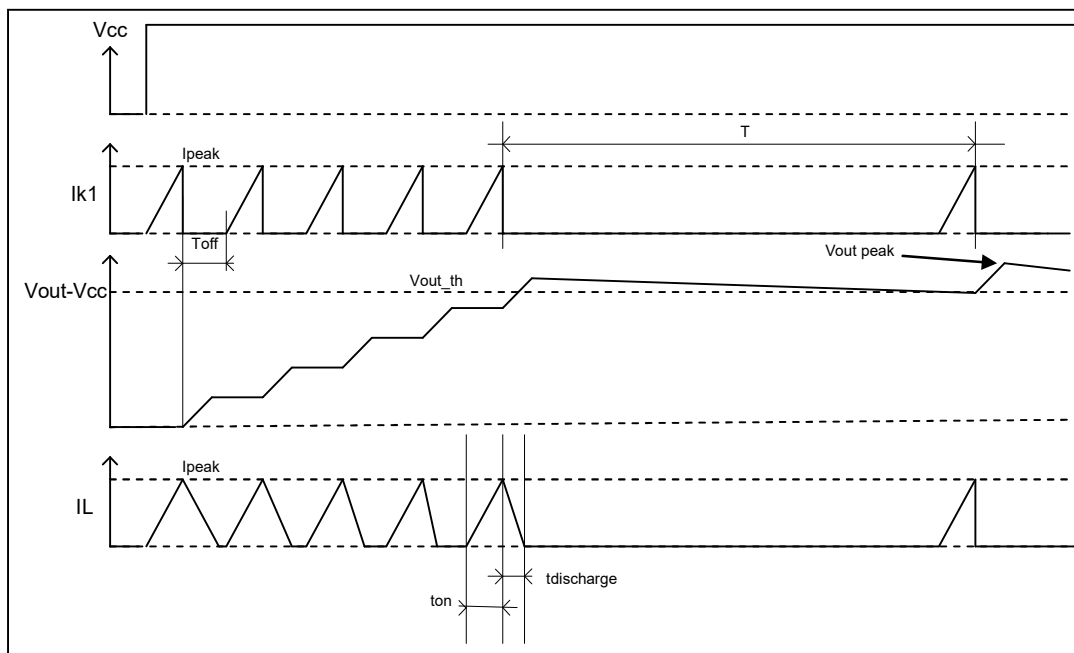 Vcc
T
Ipeak
Ik1
Toff
Vout peak
Vout_th
Vout-Vcc
Ipeak
IL
tdischarge
ton